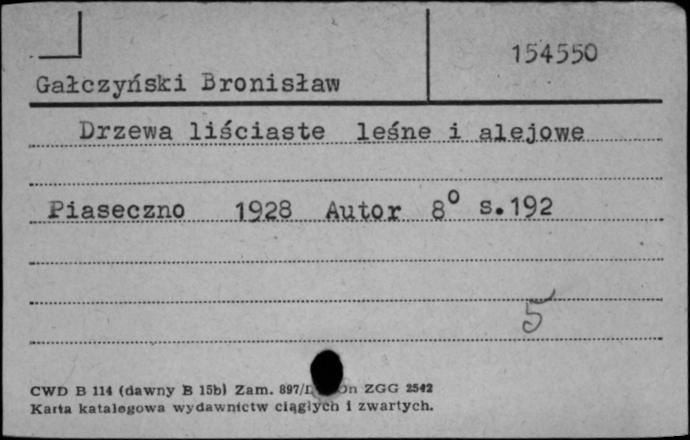 154550
Gałczyński Bronisław
Drzewa liściaste leśne i alejowe
Piaseczno 1928 Autor 8⁰ s.192
5
CWD B 114 (dawny B 15b) Zam. 897/ ZGG 2542
Karta katalogowa wydawnictw ciągłych i zwartych.